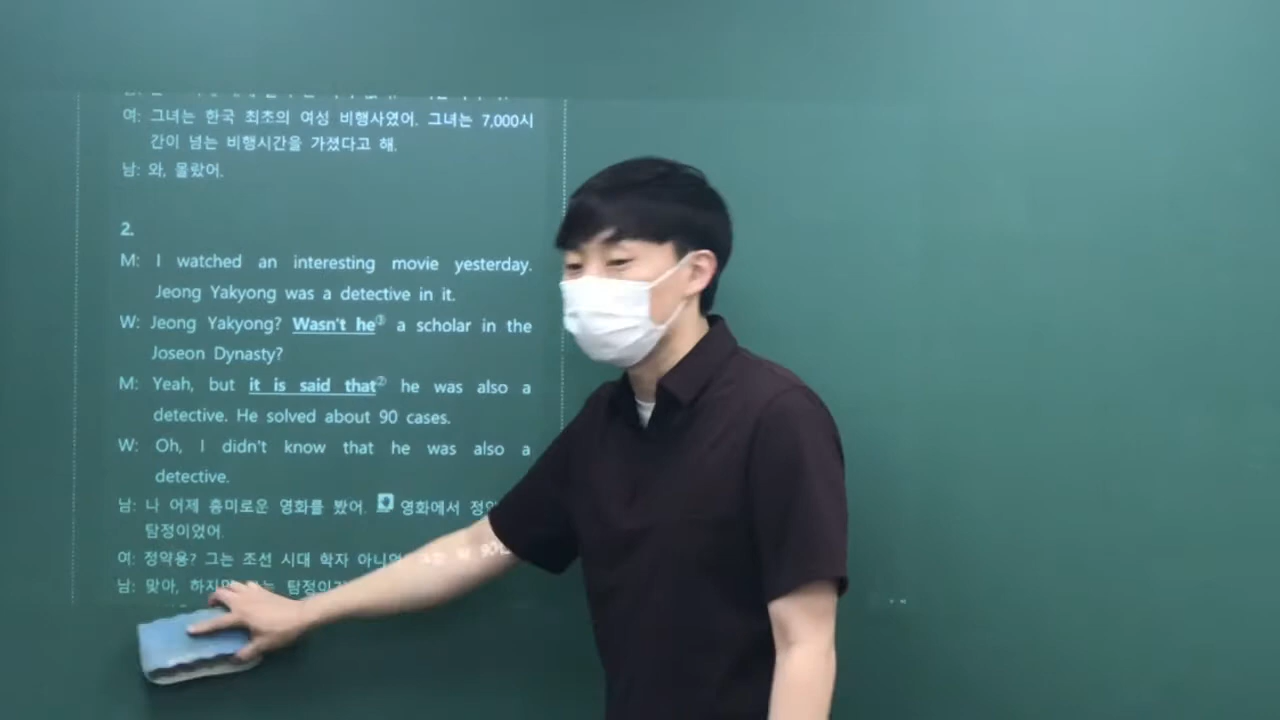 여: 그녀는 한국 최초의 여성 비행사였어. 그녀는 7,000시
간이 넘는 비행시간을 가졌다고 해.
남: 와, 몰랐어.
2.
M: I watched an interesting movie yesterday.
Jeong Yakyong was a detective in it.
W: Jeong Yakyong? Wasn't he③ a scholar in the
Joseon Dynasty?
M: Yeah, but it is said that② he was also a
detective. He solved about 90 cases.
W: Oh, I didn't know that he was also a
detective.
남: 나 어제 흥미로운 영화를 봤어. 영화에서
탐정이었어.
여: 정약용? 그는 조선 시대 학자
남: 맞아,